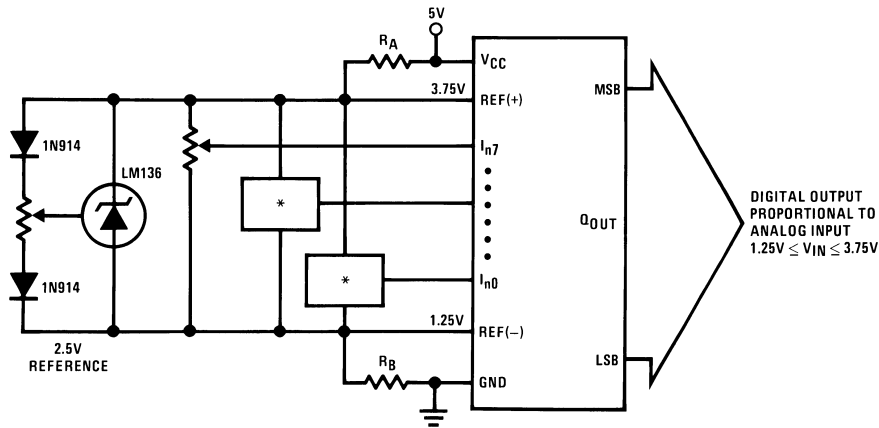 5V
RA
VCC
3.75V
REF(+)
MSB
1N914
In7
LM136
*
DIGITAL OUTPUT
PROPORTIONAL TO
ANALOG INPUT
1.25V ≤ VIN ≤ 3.75V
QOUT
*
In0
1N914
1.25V
REF(−)
2.5V
REFERENCE
RB
GND
LSB